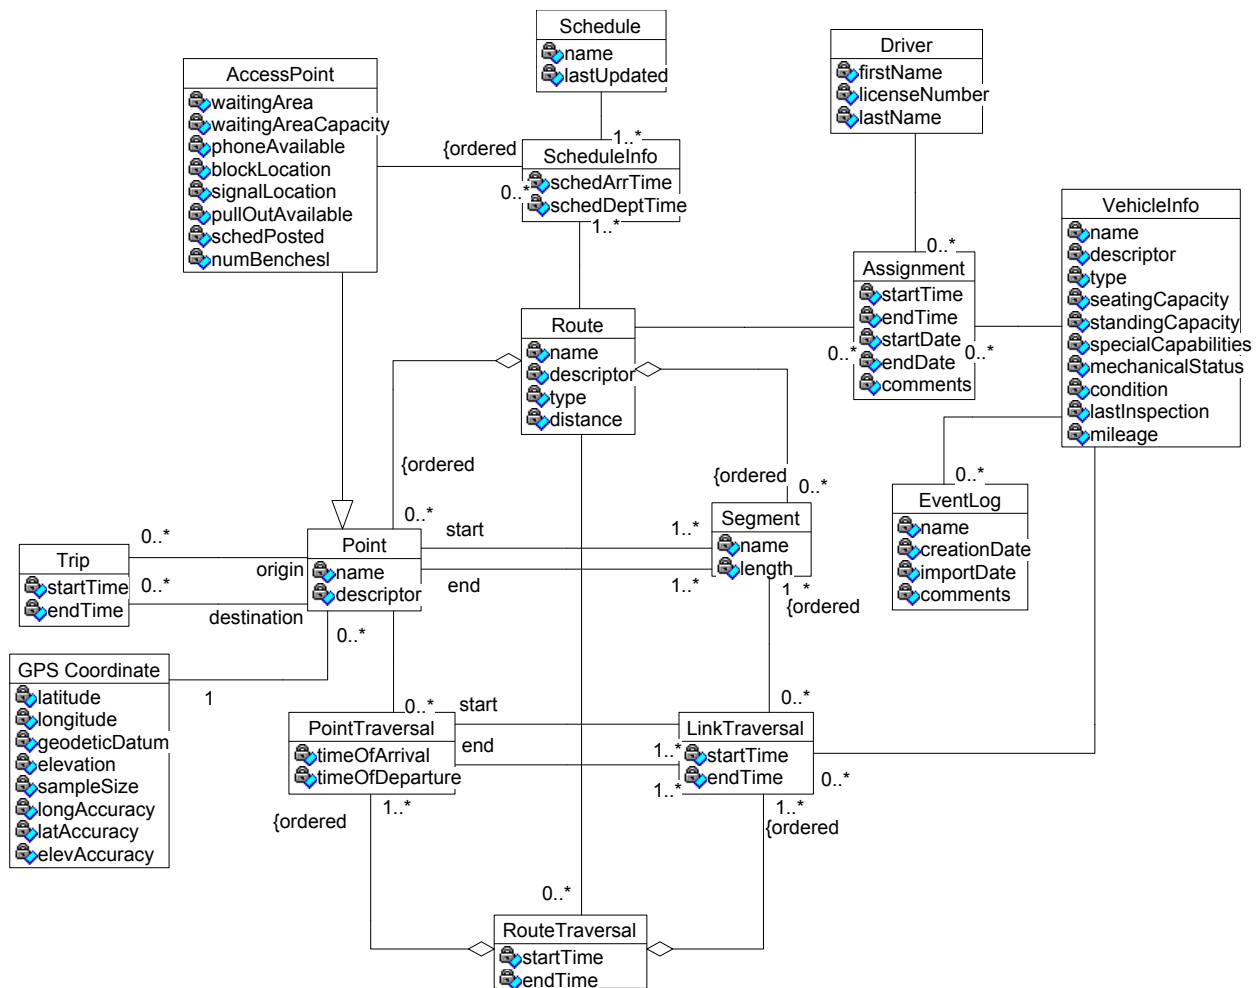 Schedule
name
lastUpdated
Driver
firstName
licenseNumber
lastName
AccessPoint
waitingArea
waitingAreaCapacity
phoneAvailable
blockLocation
signalLocation
pullOutAvailable
schedPosted
numBenchesl
{ordered
0..*
1..*
ScheduleInfo
schedArrTime
schedDeptTime
1..*
VehicleInfo
name
descriptor
type
seatingCapacity
standingCapacity
specialCapabilities
mechanicalStatus
condition
lastInspection
mileage
0..*
Assignment
startTime
endTime
startDate
endDate
comments
0..*
0..*
Route
name
descriptor
type
distance
{ordered
0..*
{ordered
0..*
0..*
EventLog
name
creationDate
importDate
comments
Segment
name
length
start
1..*
end
1..*
1..*
{ordered
Point
name
descriptor
Trip
startTime
endTime
0..*
origin
0..*
destination
0..*
GPS Coordinate
latitude
longitude
geodeticDatum
elevation
sampleSize
longAccuracy
latAccuracy
elevAccuracy
1
0..*
start
0..*
PointTraversal
timeOfArrival
timeOfDeparture
end
1..*
1..*
LinkTraversal
startTime
endTime
0..*
1..*
{ordered
1..*
{ordered
0..*
RouteTraversal
startTime
endTime